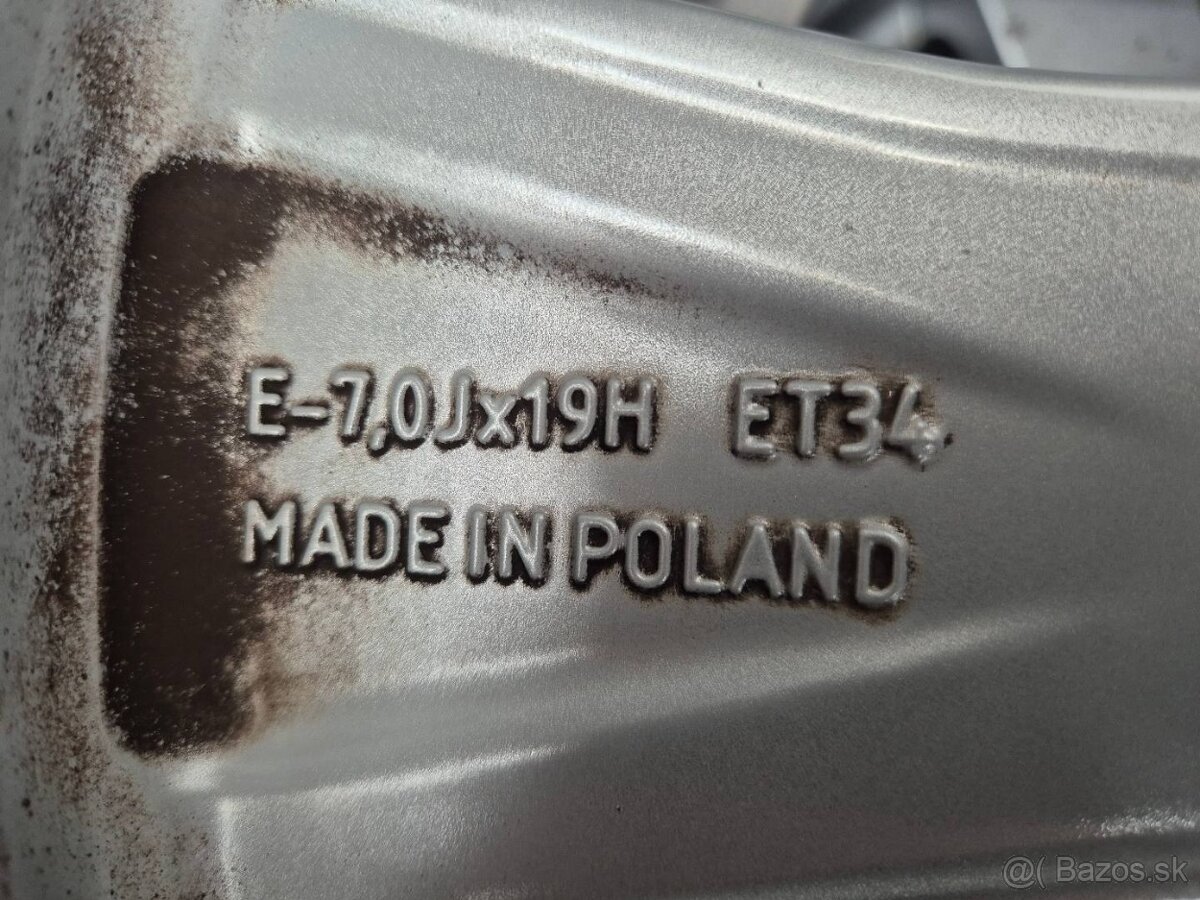 E-7,0Jx19H ET34
MADE IN POLAND
@( Bazos.sk